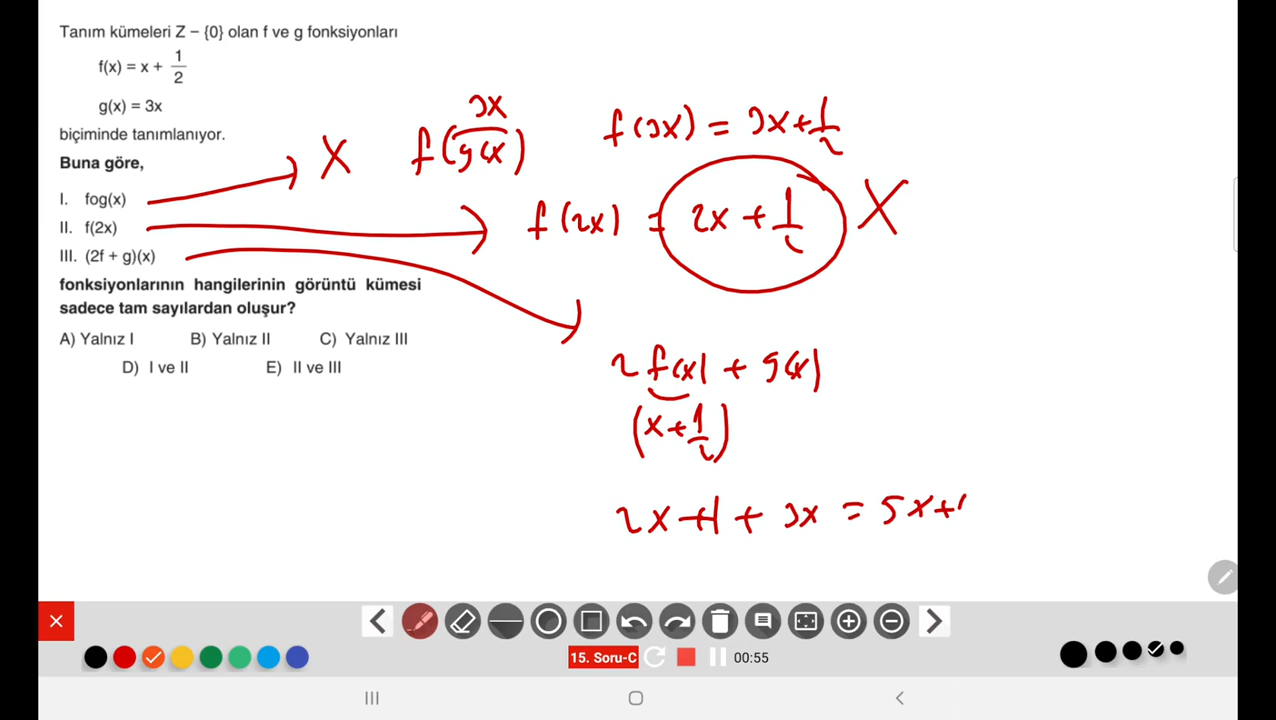 Tanım kümeleri Z – {0} olan f ve g fonksiyonları
f(x) = x + 1/2
g(x) = 3x
biçiminde tanımlanıyor.
Buna göre,
I. fog(x)
II. f(2x)
III. (2f + g)(x)
fonksiyonlarının hangilerinin görüntü kümesi
sadece tam sayılardan oluşur?
A) Yalnız I B) Yalnız II C) Yalnız III
D) I ve II E) II ve III
X
3x
f(g(x)
f(3x) = 3x+1/2
f(2x) = 2x + 1/2 X
2f(x) + g(x)
(x+1/2)
2x+1 + 3x = 5x+1
15. Soru-C
00:55